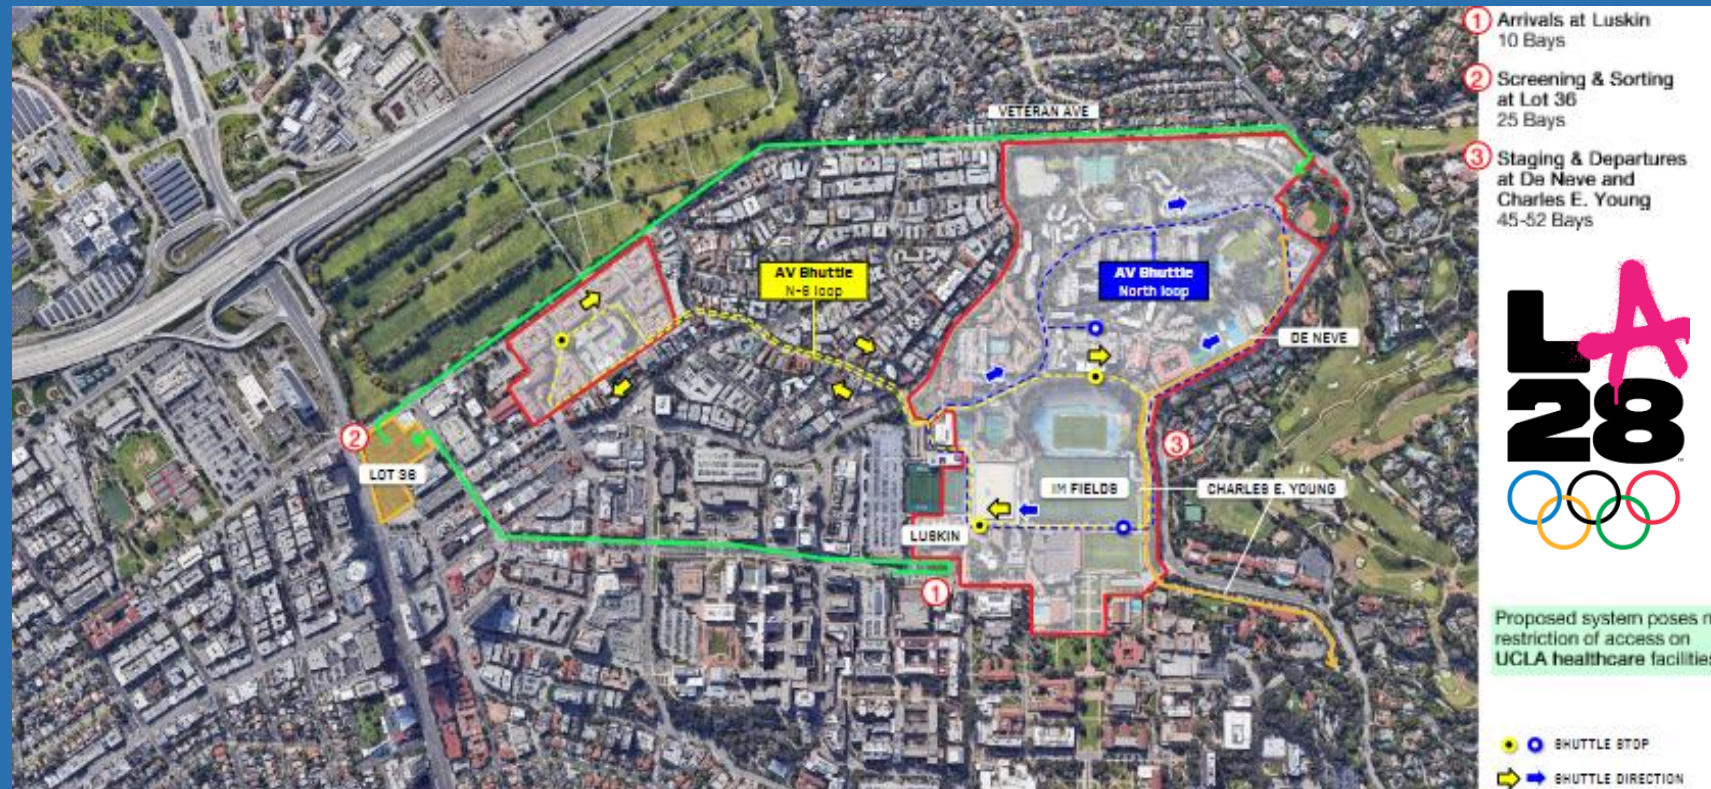 VETERAN AVE
AV Shuttle
N-S loop
AV Shuttle
North loop
DE NEVE
2
LOT 36
3
IM FIELDS
CHARLES E. YOUNG
LUSKIN
1
1 Arrivals at Luskin
10 Bays
2 Screening & Sorting
at Lot 36
25 Bays
3 Staging & Departures
at De Neve and
Charles E. Young
45-52 Bays
LA
28
Proposed system poses n
restriction of access on
UCLA healthcare facilities
SHUTTLE STOP
SHUTTLE DIRECTION